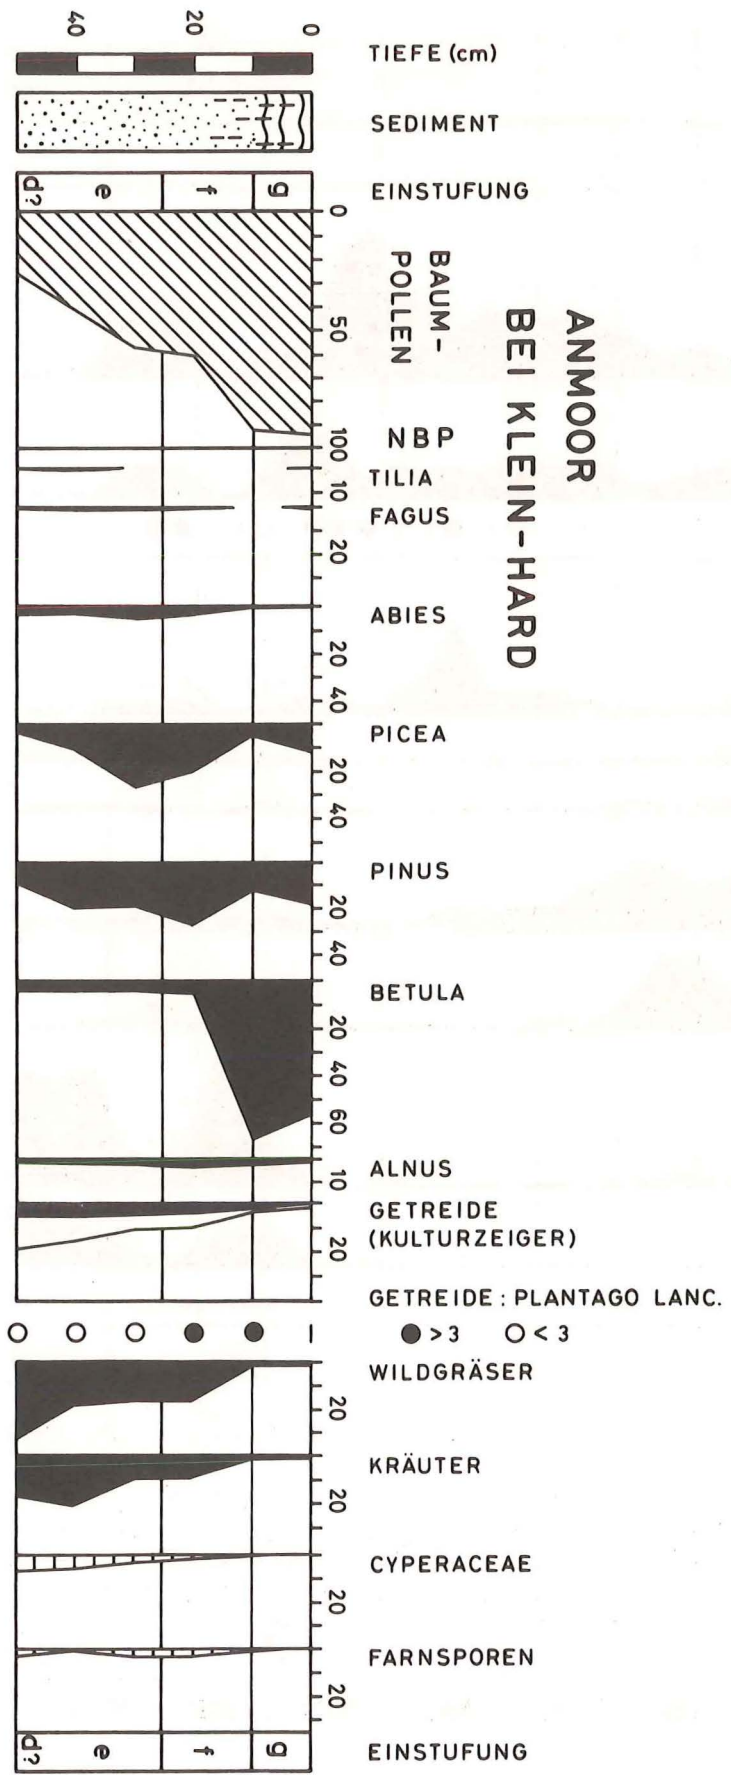 ANMOOR
BEI KLEIN-HARD
40 20 0
TIEFE (cm)
SEDIMENT
d? e f g
EINSTUFUNG
0
50
100
BAUM-
POLLEN
NBP
TILIA
10
FAGUS
20
ABIES
20
40
PICEA
20
40
PINUS
20
40
BETULA
20
40
60
ALNUS
10
GETREIDE
(KULTURZEIGER)
20
GETREIDE : PLANTAGO LANC.
● >3 ○ <3
○ ○ ○ ● ● –
WILDGRÄSER
20
KRÄUTER
20
CYPERACEAE
20
FARNSPOREN
20
d? e f g
EINSTUFUNG